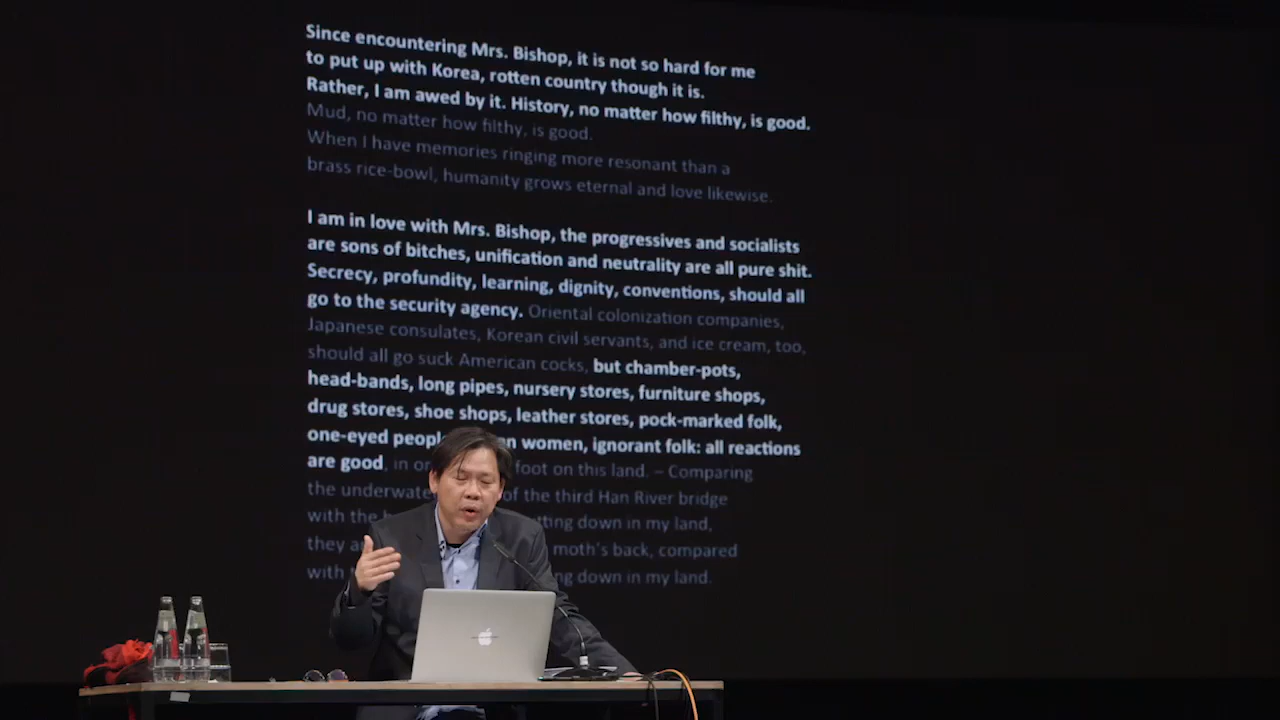 Since encountering Mrs. Bishop, it is not so hard for me
to put up with Korea, rotten country though it is.
Rather, I am awed by it. History, no matter how filthy, is good.
Mud, no matter how filthy, is good.
When I have memories ringing more resonant than a
brass rice-bowl, humanity grows eternal and love likewise.
I am in love with Mrs. Bishop, the progressives and socialists
are sons of bitches, unification and neutrality are all pure shit.
Secrecy, profundity, learning, dignity, conventions, should all
go to the security agency. Oriental colonization companies,
Japanese consulates, Korean civil servants, and ice cream, too,
should all go suck American cocks, but chamber-pots,
head-bands, long pipes, nursery stores, furniture shops,
drug stores, shoe shops, leather stores, pock-marked folk,
one-eyed women, ignorant folk: all reactions
are good, in foot on this land. – Comparing
the of the third Han River bridge
with the down in my land,
they moth's back, compared
with down in my land.